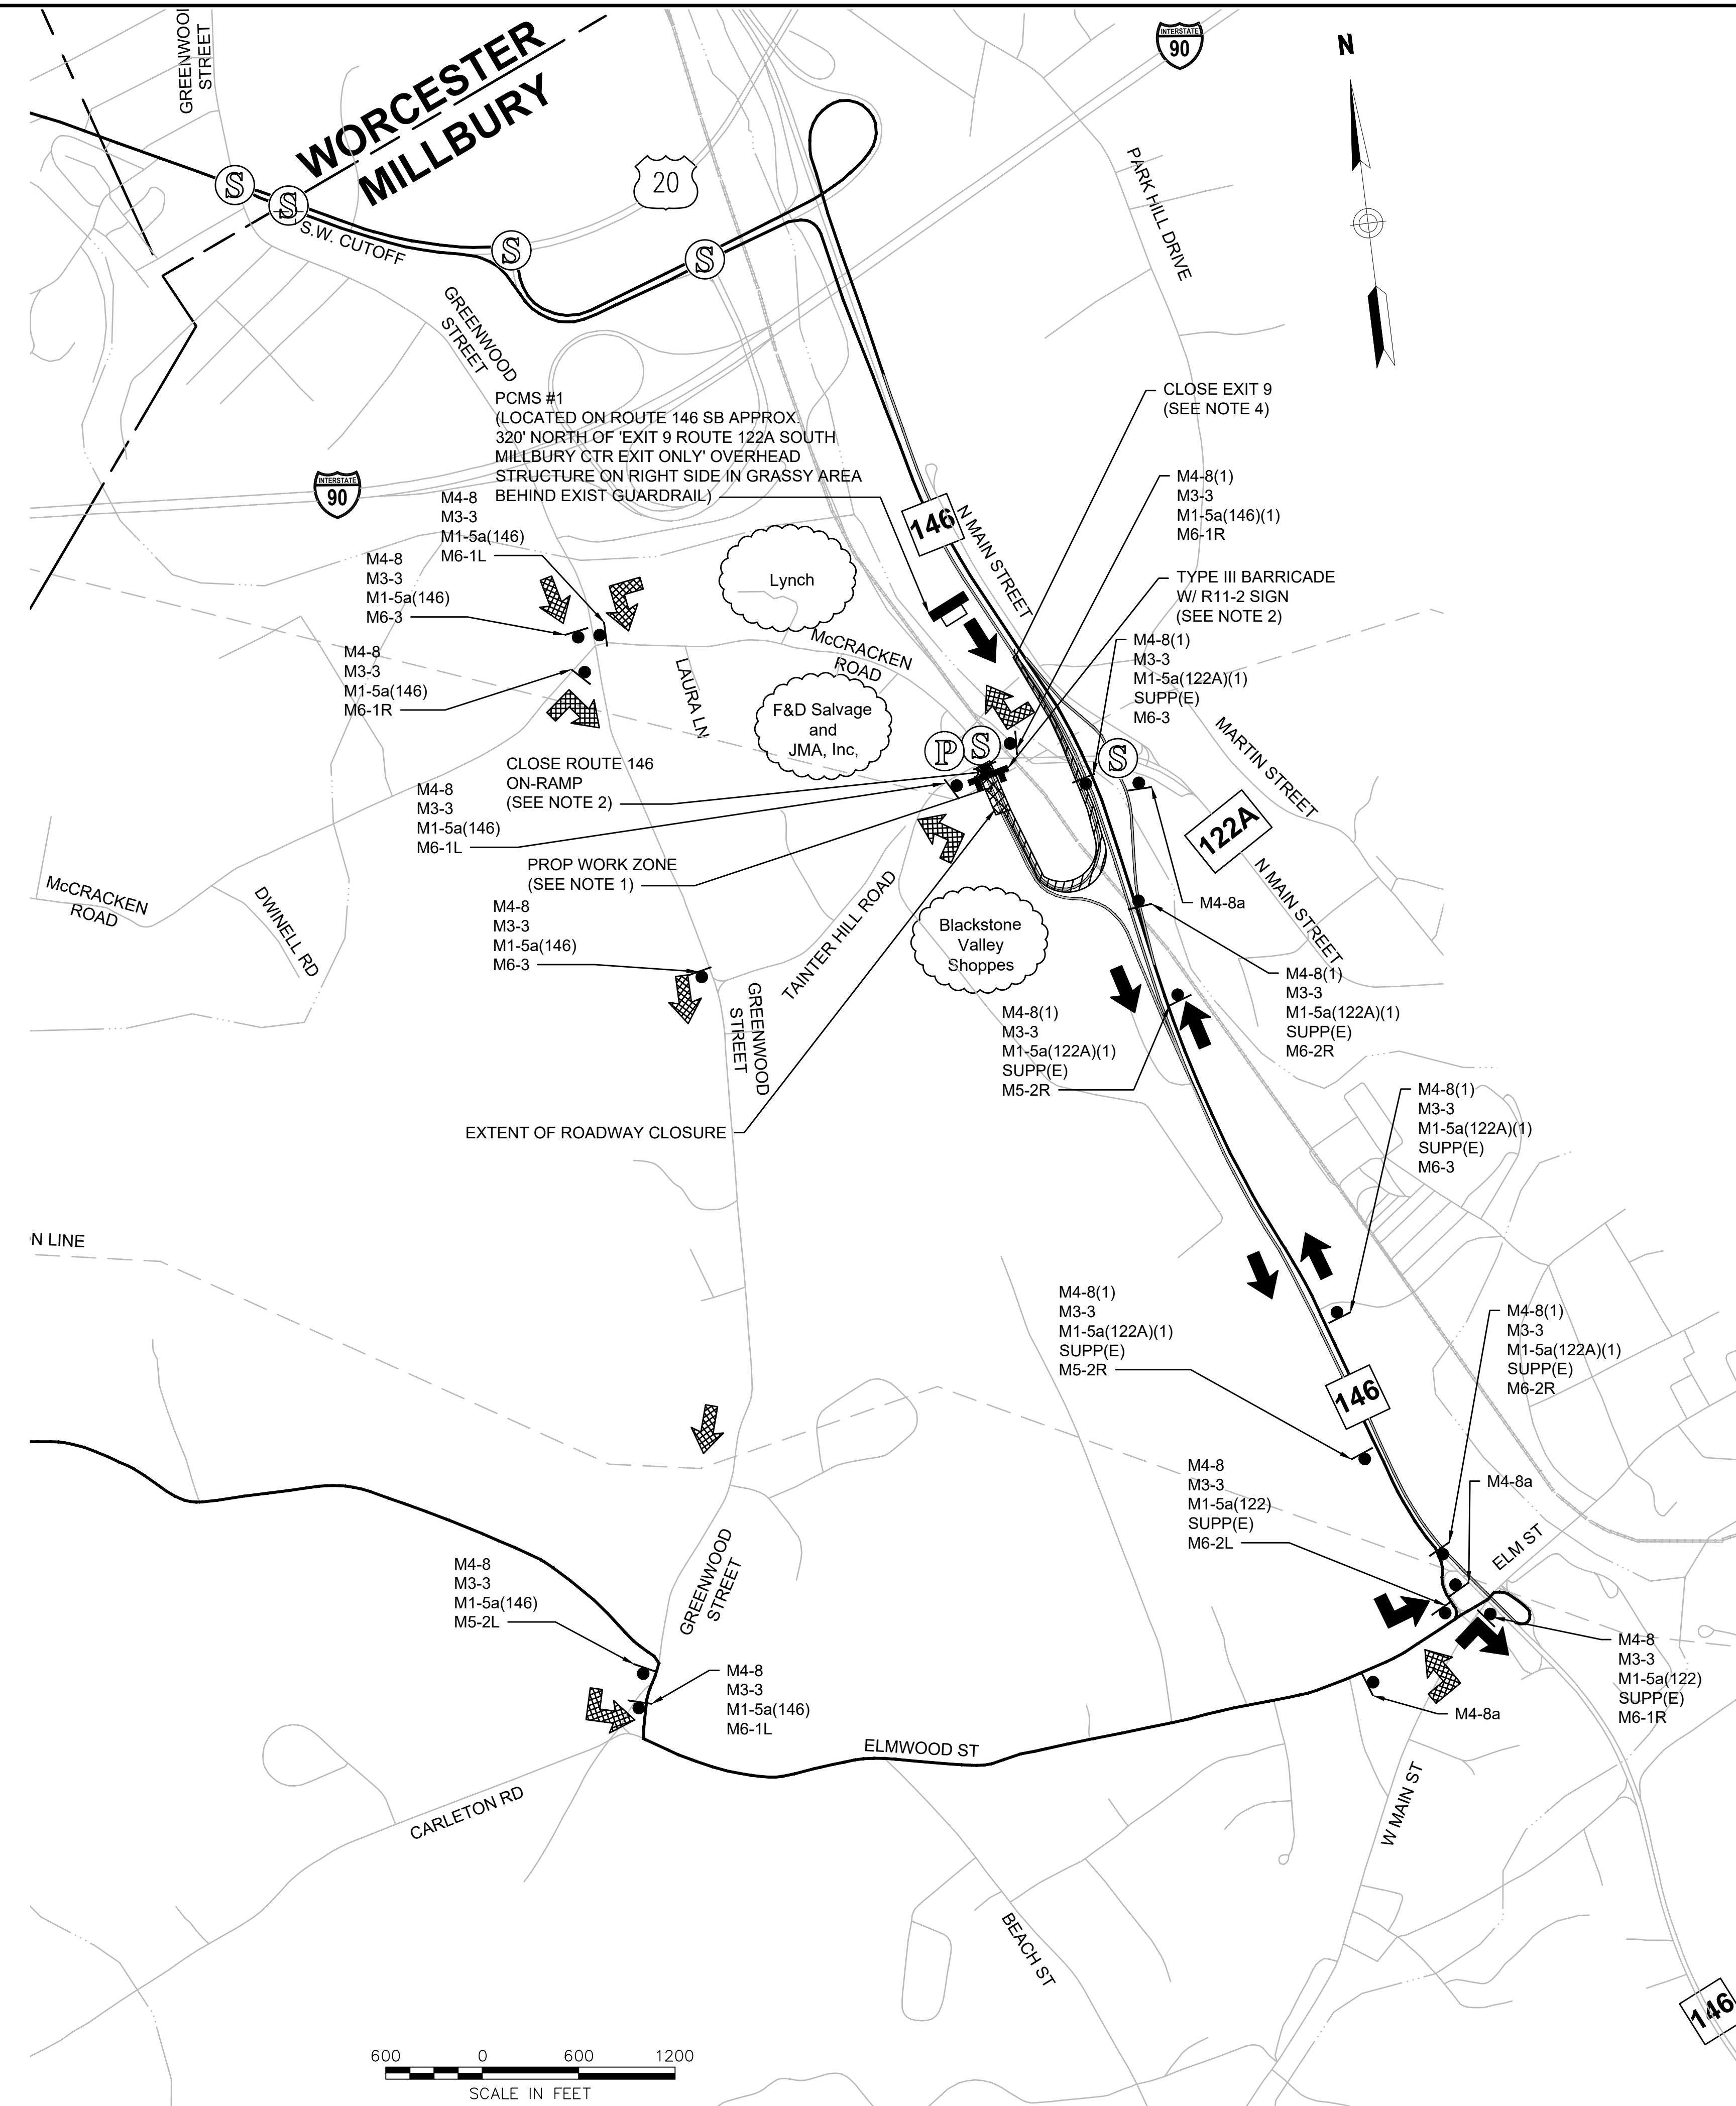 GREENWOOD
STREET
WORCESTER
MILLBURY
INTERSTATE
90
N
20
S
S
S
S
S.W. CUTOFF
PARK HILL DRIVE
GREENWOOD
STREET
PCMS #1
(LOCATED ON ROUTE 146 SB APPROX.
320' NORTH OF 'EXIT 9 ROUTE 122A SOUTH
MILLBURY CTR EXIT ONLY' OVERHEAD
STRUCTURE ON RIGHT SIDE IN GRASSY AREA
BEHIND EXIST GUARDRAIL)
CLOSE EXIT 9
(SEE NOTE 4)
INTERSTATE
90
M4-8
M3-3
M1-5a(146)
M6-1L
M4-8(1)
M3-3
M1-5a(146)(1)
M6-1R
146
N MAIN STREET
M4-8
M3-3
M1-5a(146)
M6-3
Lynch
TYPE III BARRICADE
W/ R11-2 SIGN
(SEE NOTE 2)
McCRACKEN
ROAD
M4-8(1)
M3-3
M1-5a(122A)(1)
SUPP(E)
M6-3
M4-8
M3-3
M1-5a(146)
M6-1R
LAURA LN
F&D Salvage
and
JMA, Inc,
MARTIN STREET
P
S
S
CLOSE ROUTE 146
ON-RAMP
(SEE NOTE 2)
M4-8
M3-3
M1-5a(146)
M6-1L
122A
PROP WORK ZONE
(SEE NOTE 1)
N MAIN STREET
McCRACKEN
ROAD
DWINELL RD
M4-8
M3-3
M1-5a(146)
M6-3
TAINTER HILL ROAD
Blackstone
Valley
Shoppes
M4-8a
M4-8(1)
M3-3
M1-5a(122A)(1)
SUPP(E)
M6-2R
GREENWOOD
STREET
M4-8(1)
M3-3
M1-5a(122A)(1)
SUPP(E)
M5-2R
EXTENT OF ROADWAY CLOSURE
M4-8(1)
M3-3
M1-5a(122A)(1)
SUPP(E)
M6-3
N LINE
M4-8(1)
M3-3
M1-5a(122A)(1)
SUPP(E)
M5-2R
M4-8(1)
M3-3
M1-5a(122A)(1)
SUPP(E)
M6-2R
146
M4-8
M3-3
M1-5a(122)
SUPP(E)
M6-2L
M4-8a
ELM ST
GREENWOOD
STREET
M4-8
M3-3
M1-5a(146)
M5-2L
M4-8
M3-3
M1-5a(146)
M6-1L
M4-8
M3-3
M1-5a(122)
SUPP(E)
M6-1R
M4-8a
ELMWOOD ST
CARLETON RD
W MAIN ST
BEACH ST
146
600 0 600 1200
SCALE IN FEET